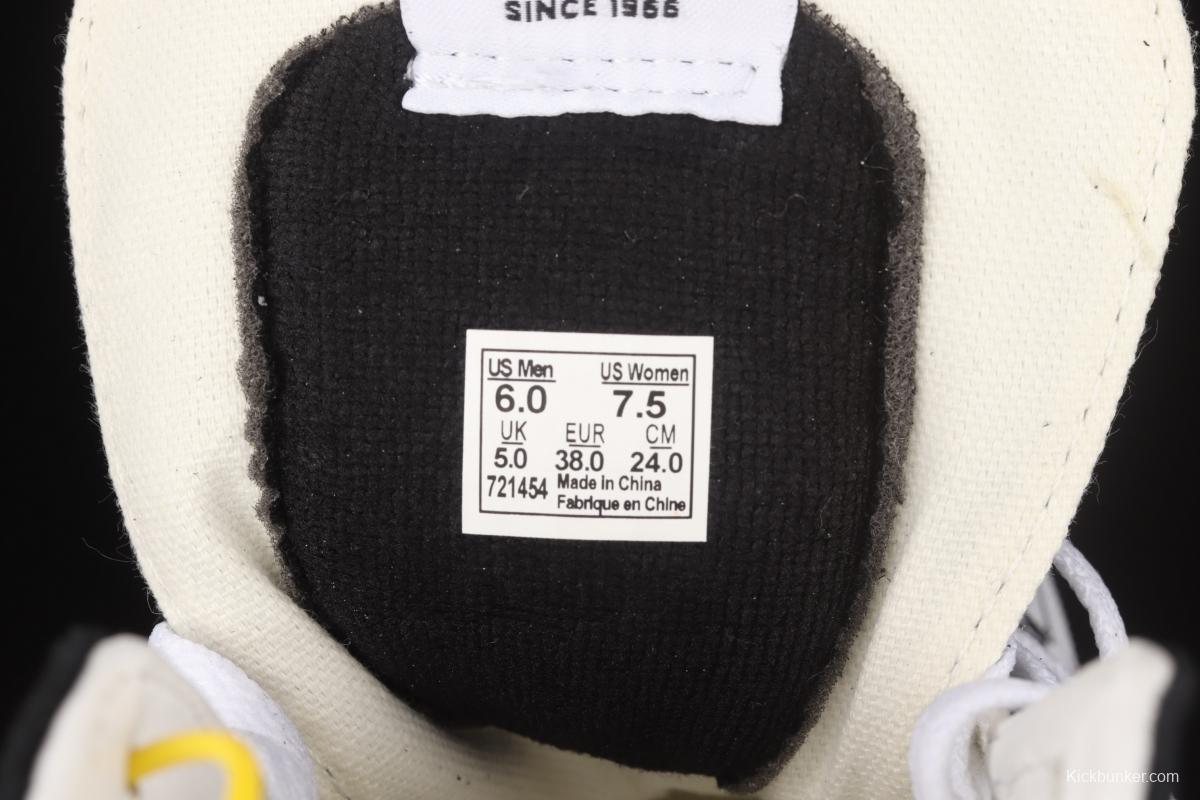 SINCE 1966
US Men US Women
6.0 7.5
UK EUR CM
5.0 38.0 24.0
721454 Made in China
Fabrique en Chine
Kickbunker.com